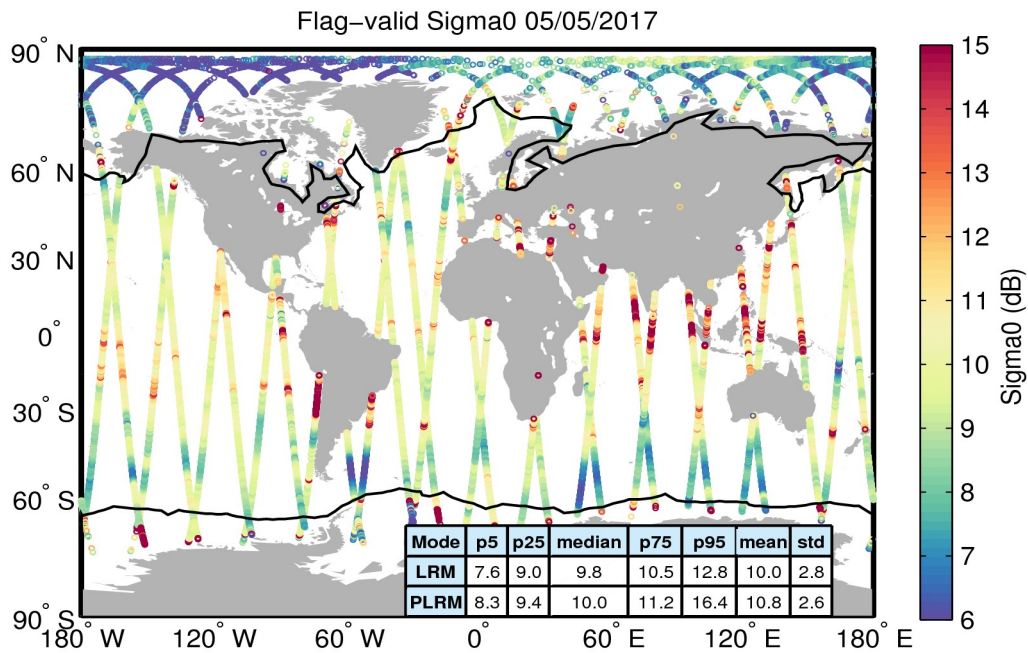 Flag−valid Sigma0 05/05/2017
90° N
60° N
30° N
0°
30° S
60° S
90° S
180° W 120° W 60° W 0° 60° E 120° E 180° E
Mode p5 p25 median p75 p95 mean std
LRM 7.6 9.0 9.8 10.5 12.8 10.0 2.8
PLRM 8.3 9.4 10.0 11.2 16.4 10.8 2.6
15
14
13
12
11
10
9
8
7
6
Sigma0 (dB)